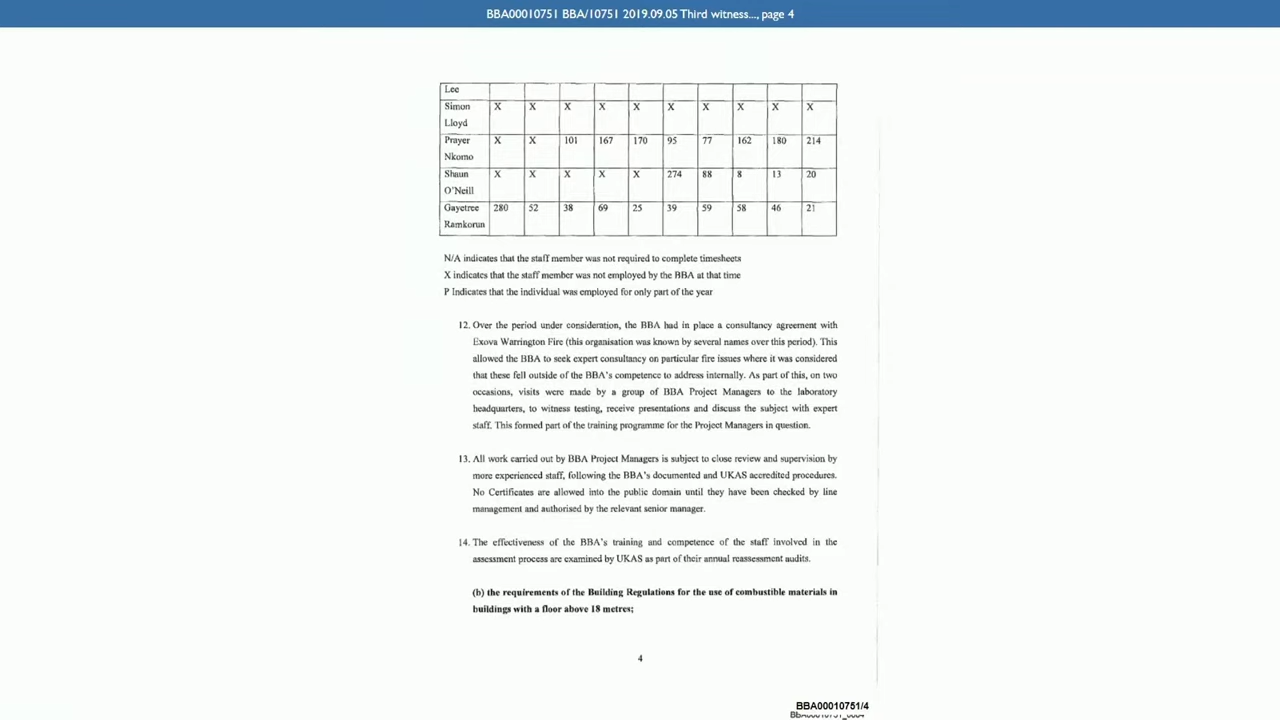 BBA00010751 BBA/10751 2019.09.05 Third witness..., page 4
Lee
Simon X X X X X X X X X X
Lloyd
Prayer X X 101 167 170 95 77 162 180 214
Nkomo
Shaun X X X X X 274 88 8 13 20
O'Neill
Gayetree 280 52 38 69 25 39 59 58 46 21
Ramkorun
N/A indicates that the staff member was not required to complete timesheets
X indicates that the staff member was not employed by the BBA at that time
P Indicates that the individual was employed for only part of the year
12. Over the period under consideration, the BBA had in place a consultancy agreement with
Exova Warrington Fire (this organisation was known by several names over this period). This
allowed the BBA to seek expert consultancy on particular fire issues where it was considered
that these fell outside of the BBA's competence to address internally. As part of this, on two
occasions, visits were made by a group of BBA Project Managers to the laboratory
headquarters, to witness testing, receive presentations and discuss the subject with expert
staff. This formed part of the training programme for the Project Managers in question.
13. All work carried out by BBA Project Managers is subject to close review and supervision by
more experienced staff, following the BBA's documented and UKAS accredited procedures.
No Certificates are allowed into the public domain until they have been checked by line
management and authorised by the relevant senior manager.
14. The effectiveness of the BBA's training and competence of the staff involved in the
assessment process are examined by UKAS as part of their annual reassessment audits.
(b) the requirements of the Building Regulations for the use of combustible materials in
buildings with a floor above 18 metres;
4
BBA00010751/4